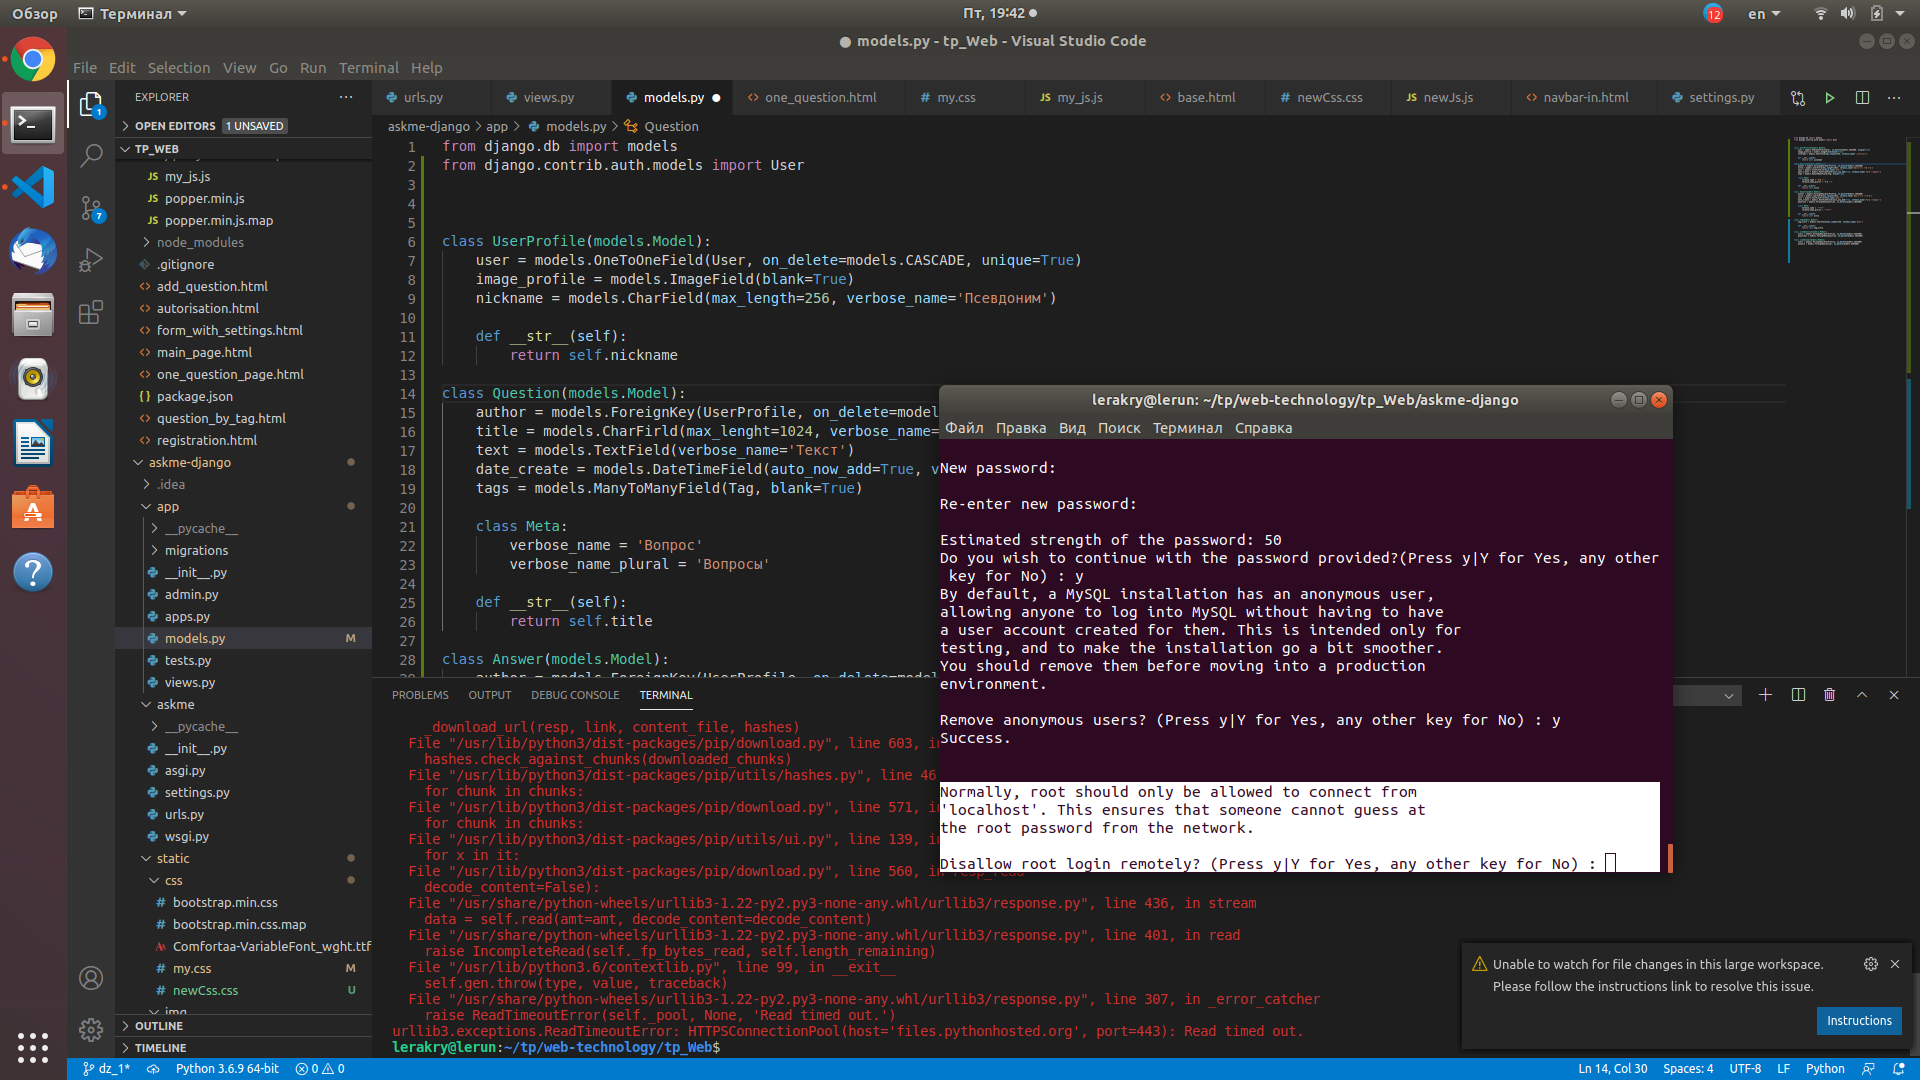 Обзор
Терминал
Пт, 19:42
12
en
models.py - tp_Web - Visual Studio Code
File Edit Selection View Go Run Terminal Help
EXPLORER
OPEN EDITORS 1 UNSAVED
TP_WEB
my_js.js
popper.min.js
popper.min.js.map
node_modules
.gitignore
add_question.html
autorisation.html
form_with_settings.html
main_page.html
one_question_page.html
package.json
question_by_tag.html
registration.html
askme-django
.idea
app
__pycache__
migrations
__init__.py
admin.py
apps.py
models.py M
tests.py
views.py
askme
__pycache__
__init__.py
asgi.py
settings.py
urls.py
wsgi.py
static
css
bootstrap.min.css
bootstrap.min.css.map
Comfortaa-VariableFont_wght.ttf
my.css M
newCss.css U
img
OUTLINE
TIMELINE
1
7
urls.py views.py models.py one_question.html my.css my_js.js base.html newCss.css newJs.js navbar-in.html settings.py
askme-django > app > models.py > Question
1 from django.db import models
2 from django.contrib.auth.models import User
3
4
5
6 class UserProfile(models.Model):
7 user = models.OneToOneField(User, on_delete=models.CASCADE, unique=True)
8 image_profile = models.ImageField(blank=True)
9 nickname = models.CharField(max_length=256, verbose_name='Псевдоним')
10
11 def __str__(self):
12 return self.nickname
13
14 class Question(models.Model):
15 author = models.ForeignKey(UserProfile, on_delete=model
16 title = models.CharFirld(max_lenght=1024, verbose_name=
17 text = models.TextField(verbose_name='Текст')
18 date_create = models.DateTimeField(auto_now_add=True, v
19 tags = models.ManyToManyField(Tag, blank=True)
20
21 class Meta:
22 verbose_name = 'Вопрос'
23 verbose_name_plural = 'Вопросы'
24
25 def __str__(self):
26 return self.title
27
28 class Answer(models.Model):
author = models.ForeignKey(UserProfile, on_delete=model
PROBLEMS OUTPUT DEBUG CONSOLE TERMINAL
_download_url(resp, link, content_file, hashes)
File "/usr/lib/python3/dist-packages/pip/download.py", line 603, in
hashes.check_against_chunks(downloaded_chunks)
File "/usr/lib/python3/dist-packages/pip/utils/hashes.py", line 46
for chunk in chunks:
File "/usr/lib/python3/dist-packages/pip/download.py", line 571, i
for chunk in chunks:
File "/usr/lib/python3/dist-packages/pip/utils/ui.py", line 139, i
for x in it:
File "/usr/lib/python3/dist-packages/pip/download.py", line 560, in resp_read
decode_content=False):
File "/usr/share/python-wheels/urllib3-1.22-py2.py3-none-any.whl/urllib3/response.py", line 436, in stream
data = self.read(amt=amt, decode_content=decode_content)
File "/usr/share/python-wheels/urllib3-1.22-py2.py3-none-any.whl/urllib3/response.py", line 401, in read
raise IncompleteRead(self._fp_bytes_read, self.length_remaining)
File "/usr/lib/python3.6/contextlib.py", line 99, in __exit__
self.gen.throw(type, value, traceback)
File "/usr/share/python-wheels/urllib3-1.22-py2.py3-none-any.whl/urllib3/response.py", line 307, in _error_catcher
raise ReadTimeoutError(self._pool, None, 'Read timed out.')
urllib3.exceptions.ReadTimeoutError: HTTPSConnectionPool(host='files.pythonhosted.org', port=443): Read timed out.
lerakry@lerun:~/tp/web-technology/tp_Web$
lerakry@lerun: ~/tp/web-technology/tp_Web/askme-django
Файл Правка Вид Поиск Терминал Справка
New password:
Re-enter new password:
Estimated strength of the password: 50
Do you wish to continue with the password provided?(Press y|Y for Yes, any other
key for No) : y
By default, a MySQL installation has an anonymous user,
allowing anyone to log into MySQL without having to have
a user account created for them. This is intended only for
testing, and to make the installation go a bit smoother.
You should remove them before moving into a production
environment.
Remove anonymous users? (Press y|Y for Yes, any other key for No) : y
Success.
Normally, root should only be allowed to connect from
'localhost'. This ensures that someone cannot guess at
the root password from the network.
Disallow root login remotely? (Press y|Y for Yes, any other key for No) :
Unable to watch for file changes in this large workspace.
Please follow the instructions link to resolve this issue.
Instructions
dz_1* Python 3.6.9 64-bit 0 0
Ln 14, Col 30 Spaces: 4 UTF-8 LF Python